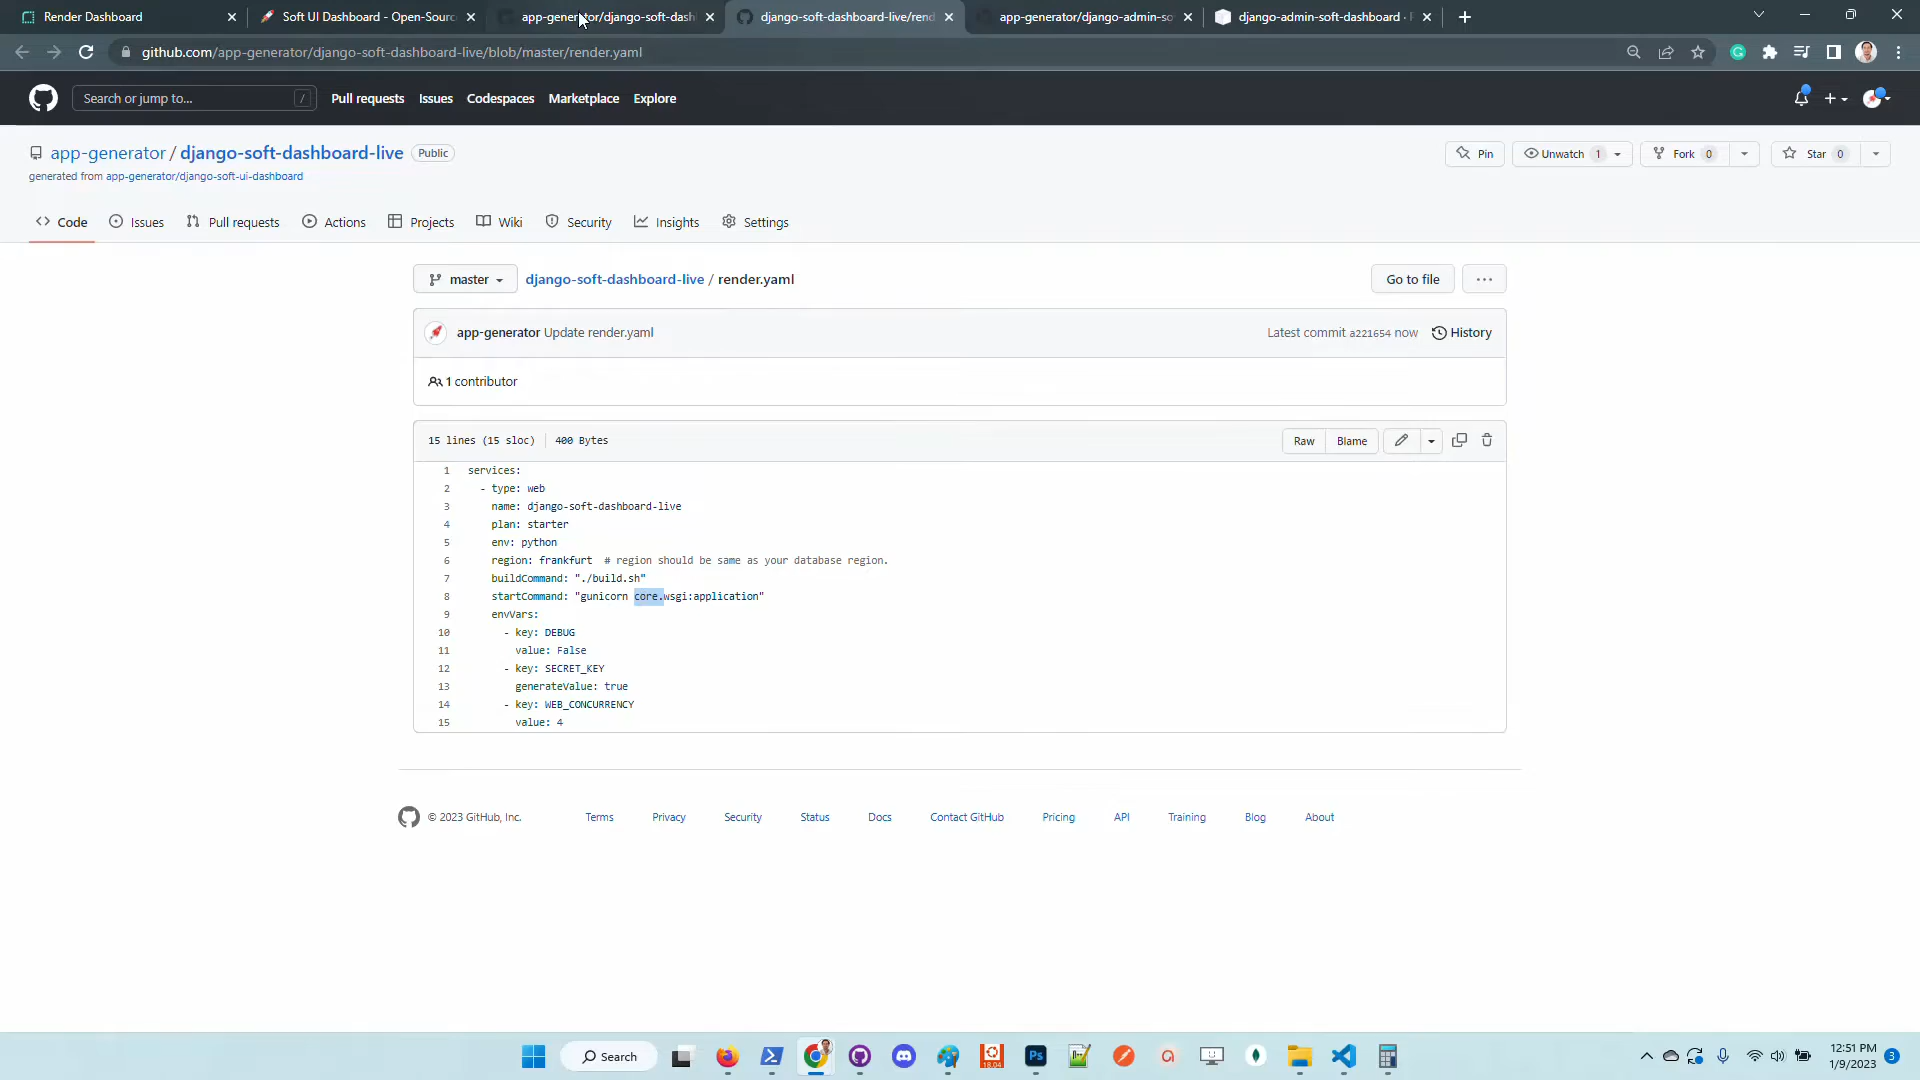 Render Dashboard
Soft UI Dashboard - Open-Sourc
app-generator/django-soft-dash
django-soft-dashboard-live/rend
app-generator/django-admin-so
django-admin-soft-dashboard ·
github.com/app-generator/django-soft-dashboard-live/blob/master/render.yaml
Search or jump to...
/
Pull requests
Issues
Codespaces
Marketplace
Explore
app-generator / django-soft-dashboard-live
Public
generated from app-generator/django-soft-ui-dashboard
Pin
Unwatch 1
Fork 0
Star 0
Code
Issues
Pull requests
Actions
Projects
Wiki
Security
Insights
Settings
master
django-soft-dashboard-live / render.yaml
Go to file
app-generator Update render.yaml
Latest commit a221654 now
History
1 contributor
15 lines (15 sloc) 400 Bytes
Raw
Blame
1 services:
2 - type: web
3 name: django-soft-dashboard-live
4 plan: starter
5 env: python
6 region: frankfurt # region should be same as your database region.
7 buildCommand: "./build.sh"
8 startCommand: "gunicorn core.wsgi:application"
9 envVars:
10 - key: DEBUG
11 value: False
12 - key: SECRET_KEY
13 generateValue: true
14 - key: WEB_CONCURRENCY
15 value: 4
© 2023 GitHub, Inc.
Terms
Privacy
Security
Status
Docs
Contact GitHub
Pricing
API
Training
Blog
About
Search
Ps
18.04
12:51 PM
1/9/2023
3